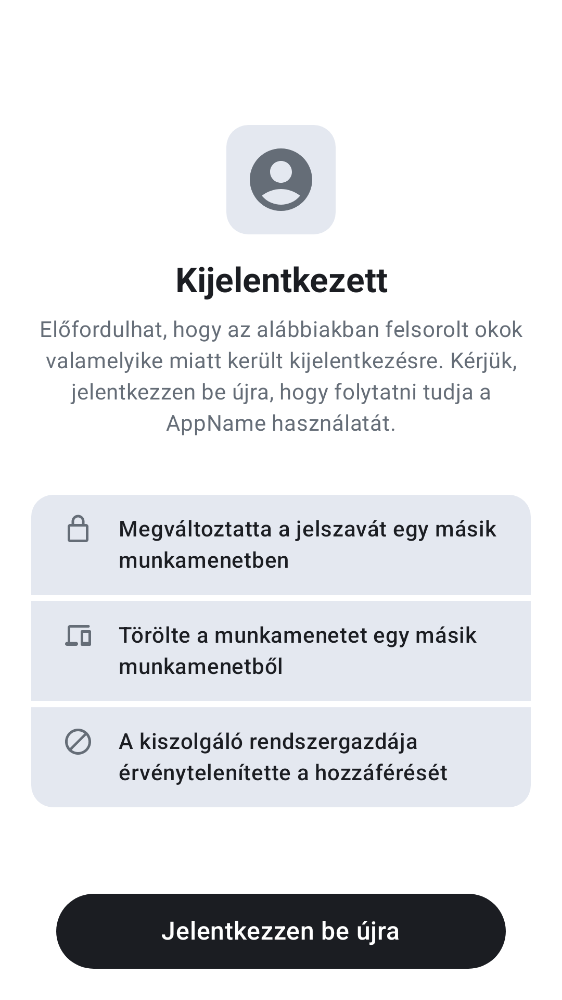 Kijelentkezett
Előfordulhat, hogy az alábbiakban felsorolt okok
valamelyike miatt került kijelentkezésre. Kérjük,
jelentkezzen be újra, hogy folytatni tudja a
AppName használatát.
Megváltoztatta a jelszavát egy másik
munkamenetben
Törölte a munkamenetet egy másik
munkamenetből
A kiszolgáló rendszergazdája
érvénytelenítette a hozzáférését
Jelentkezzen be újra